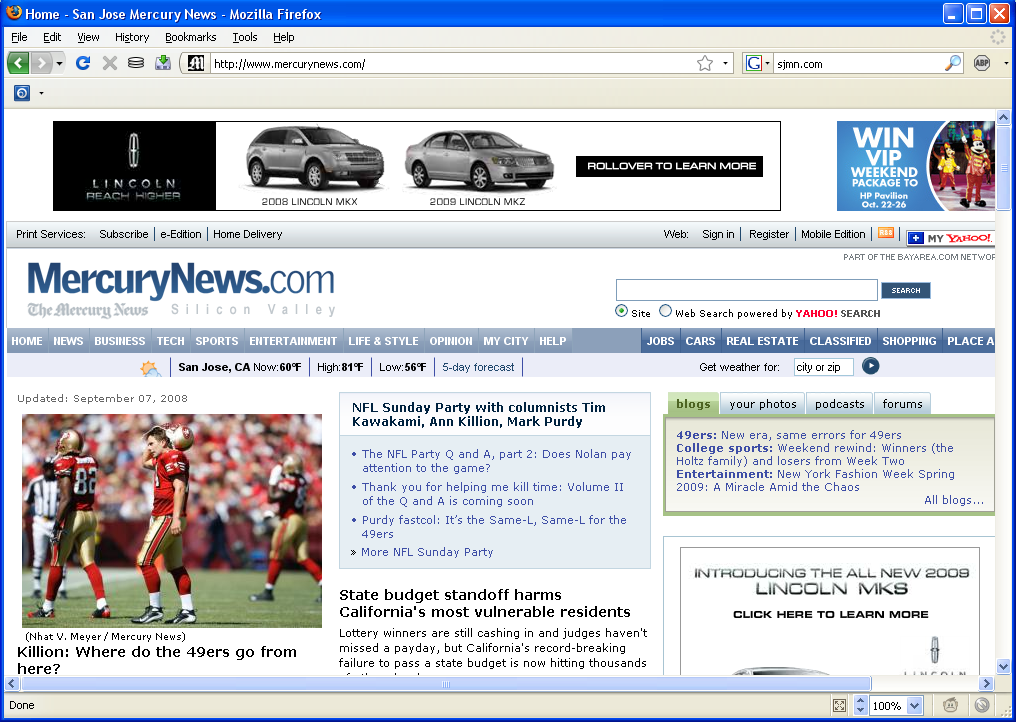 Home - San Jose Mercury News - Mozilla Firefox
File Edit View History Bookmarks Tools Help
http://www.mercurynews.com/
sjmn.com
ABP
LINCOLN
REACH HIGHER
2008 LINCOLN MKX
2009 LINCOLN MKZ
ROLLOVER TO LEARN MORE
WIN
VIP
WEEKEND
PACKAGE TO
HP Pavilion
Oct. 22-26
Print Services: Subscribe e-Edition Home Delivery
Web: Sign in Register Mobile Edition RSS MY YAHOO!
PART OF THE BAYAREA.COM NETWOR
MercuryNews.com
The Mercury News Silicon Valley
SEARCH
Site Web Search powered by YAHOO! SEARCH
HOME NEWS BUSINESS TECH SPORTS ENTERTAINMENT LIFE & STYLE OPINION MY CITY HELP
JOBS CARS REAL ESTATE CLASSIFIED SHOPPING PLACE A
San Jose, CA Now:60°F High:81°F Low:56°F 5-day forecast
Get weather for: city or zip
Updated: September 07, 2008
82
(Nhat V. Meyer / Mercury News)
Killion: Where do the 49ers go from
here?
NFL Sunday Party with columnists Tim
Kawakami, Ann Killion, Mark Purdy
• The NFL Party Q and A, part 2: Does Nolan pay
attention to the game?
• Thank you for helping me kill time: Volume II
of the Q and A is coming soon
• Purdy fastcol: It's the Same-L, Same-L for the
49ers
» More NFL Sunday Party
State budget standoff harms
California's most vulnerable residents
Lottery winners are still cashing in and judges haven't
missed a payday, but California's record-breaking
failure to pass a state budget is now hitting thousands
blogs your photos podcasts forums
49ers: New era, same errors for 49ers
College sports: Weekend rewind: Winners (the
Holtz family) and losers from Week Two
Entertainment: New York Fashion Week Spring
2009: A Miracle Amid the Chaos
All blogs...
INTRODUCING THE ALL NEW 2009
LINCOLN MKS
CLICK HERE TO LEARN MORE
LINCOLN
Done
100%